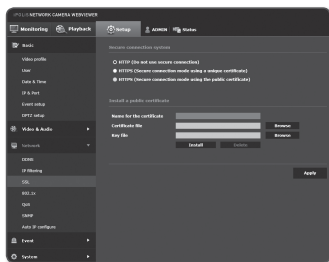 iPOLiS NETWORK CAMERA WEBVIEWER
Monitoring
Playback
Setup
ADMIN
Status
Basic
Video profile
User
Date & Time
IP & Port
Event setup
DPTZ setup
Video & Audio
Network
DDNS
IP filtering
SSL
802.1x
QoS
SNMP
Auto IP configure
Event
System
Secure connection system
HTTP (Do not use secure connection)
HTTPS (Secure connection mode using a unique certificate)
HTTPS (Secure connection mode using the public certificate)
Install a public certificate
Name for the certificate
Certificate file
Browse
Key file
Browse
Install
Delete
Apply